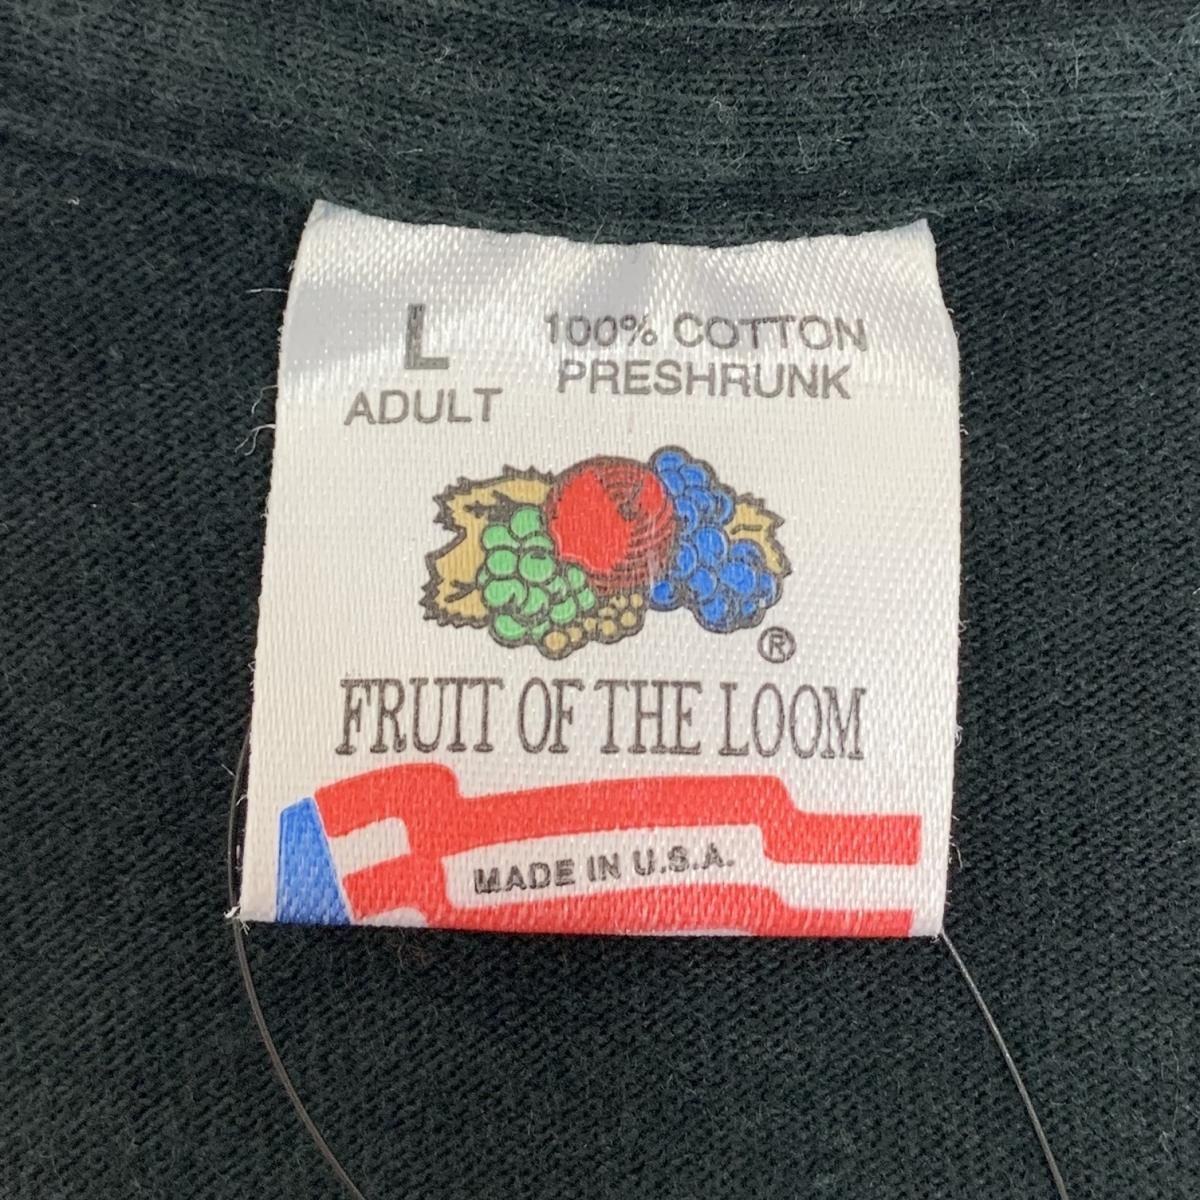 L
ADULT
100% COTTON
PRESHRUNK
®
FRUIT OF THE LOOM
MADE IN U.S.A.